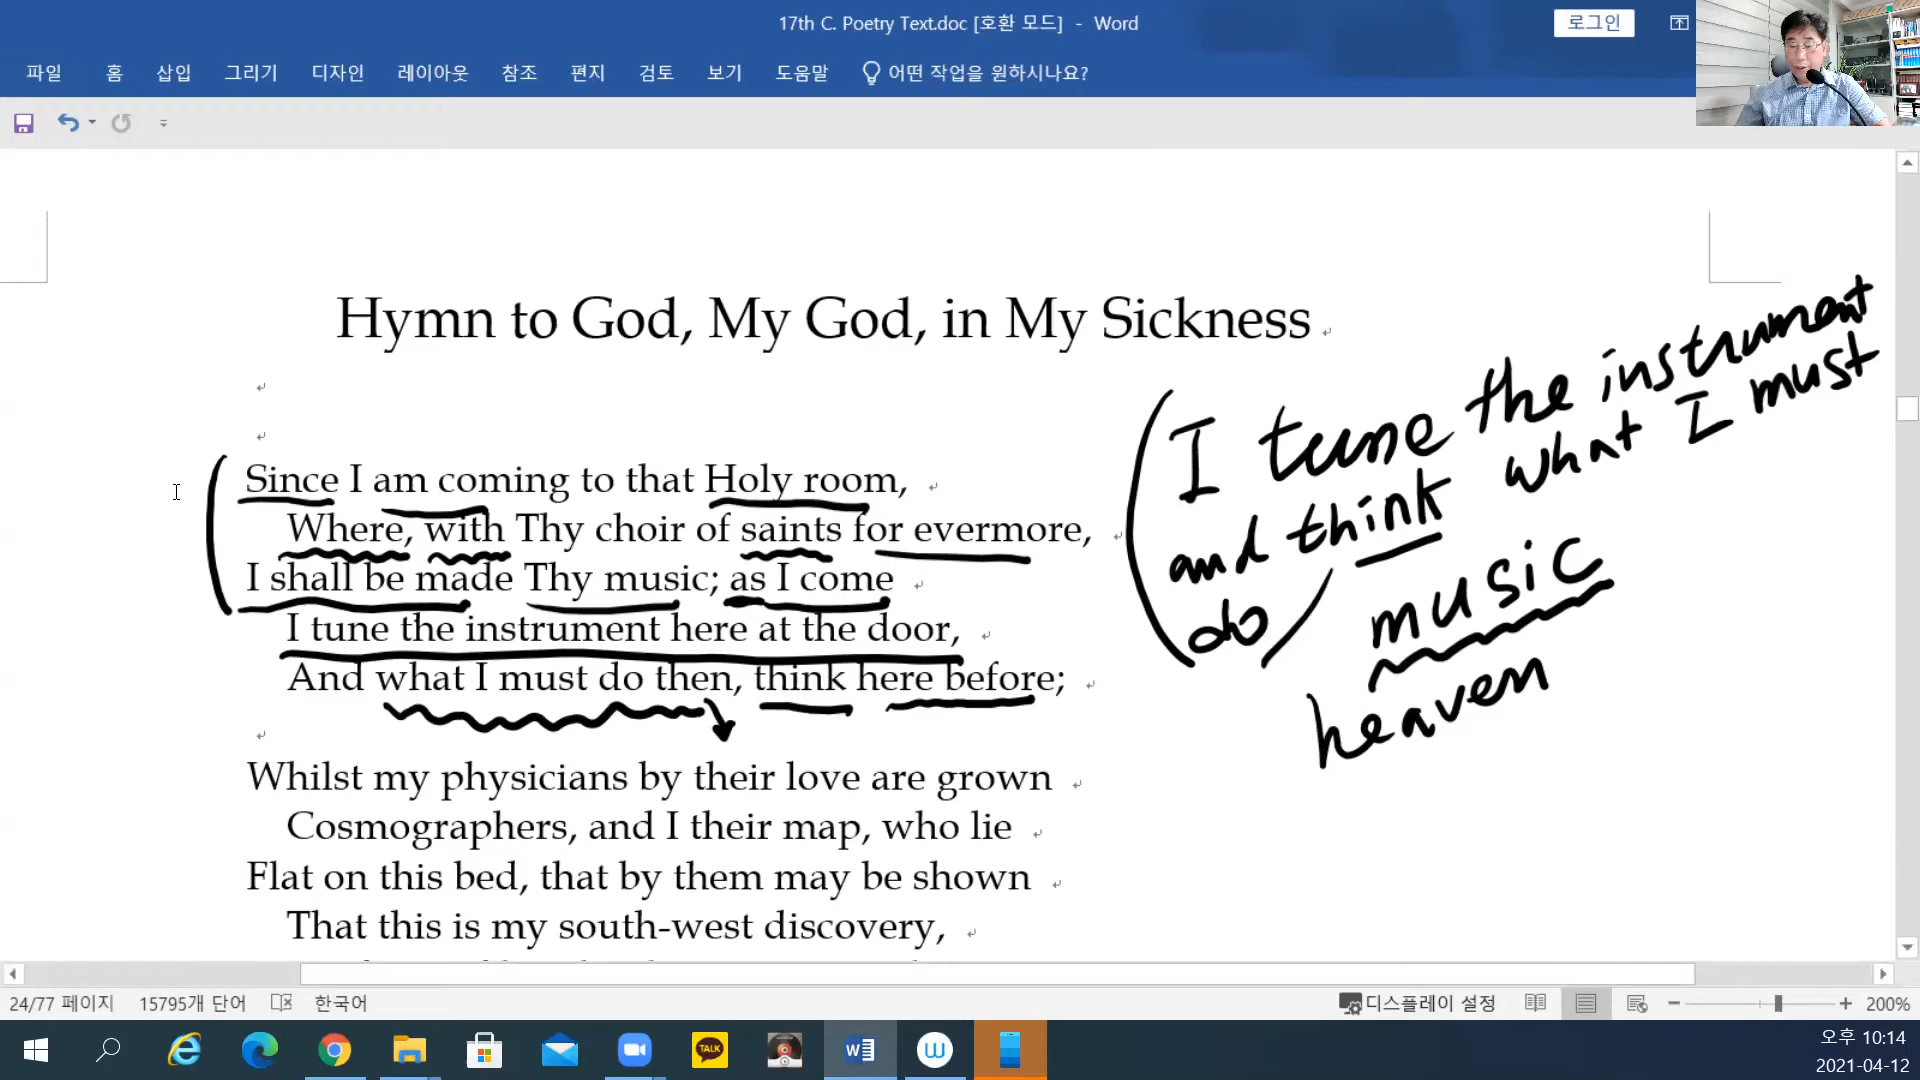 17th C. Poetry Text.doc [호환 모드] - Word
로그인
파일 홈 삽입 그리기 디자인 레이아웃 참조 편지 검토 보기 도움말 어떤 작업을 원하시나요?
Hymn to God, My God, in My Sickness
Since I am coming to that Holy room,
Where, with Thy choir of saints for evermore,
I shall be made Thy music; as I come
I tune the instrument here at the door,
And what I must do then, think here before;
Whilst my physicians by their love are grown
Cosmographers, and I their map, who lie
Flat on this bed, that by them may be shown
That this is my south-west discovery,
I tune the instrument
and think what I must
do
music
heaven
24/77 페이지 15795개 단어 한국어
디스플레이 설정
200%
TALK
오후 10:14
2021-04-12